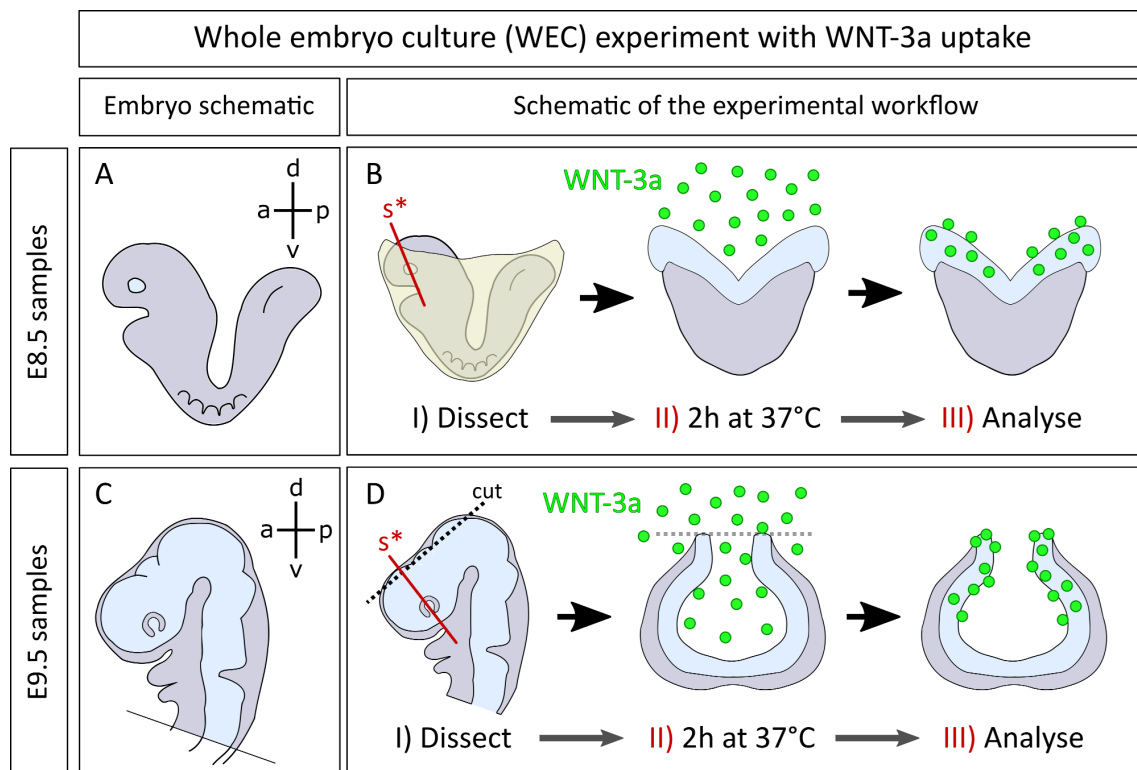 Whole embryo culture (WEC) experiment with WNT-3a uptake
Embryo schematic
Schematic of the experimental workflow
E8.5 samples
A
d
a p
v
B
WNT-3a
s*
I) Dissect
II) 2h at 37°C
III) Analyse
E9.5 samples
C
d
a p
v
D
cut
WNT-3a
s*
I) Dissect
II) 2h at 37°C
III) Analyse